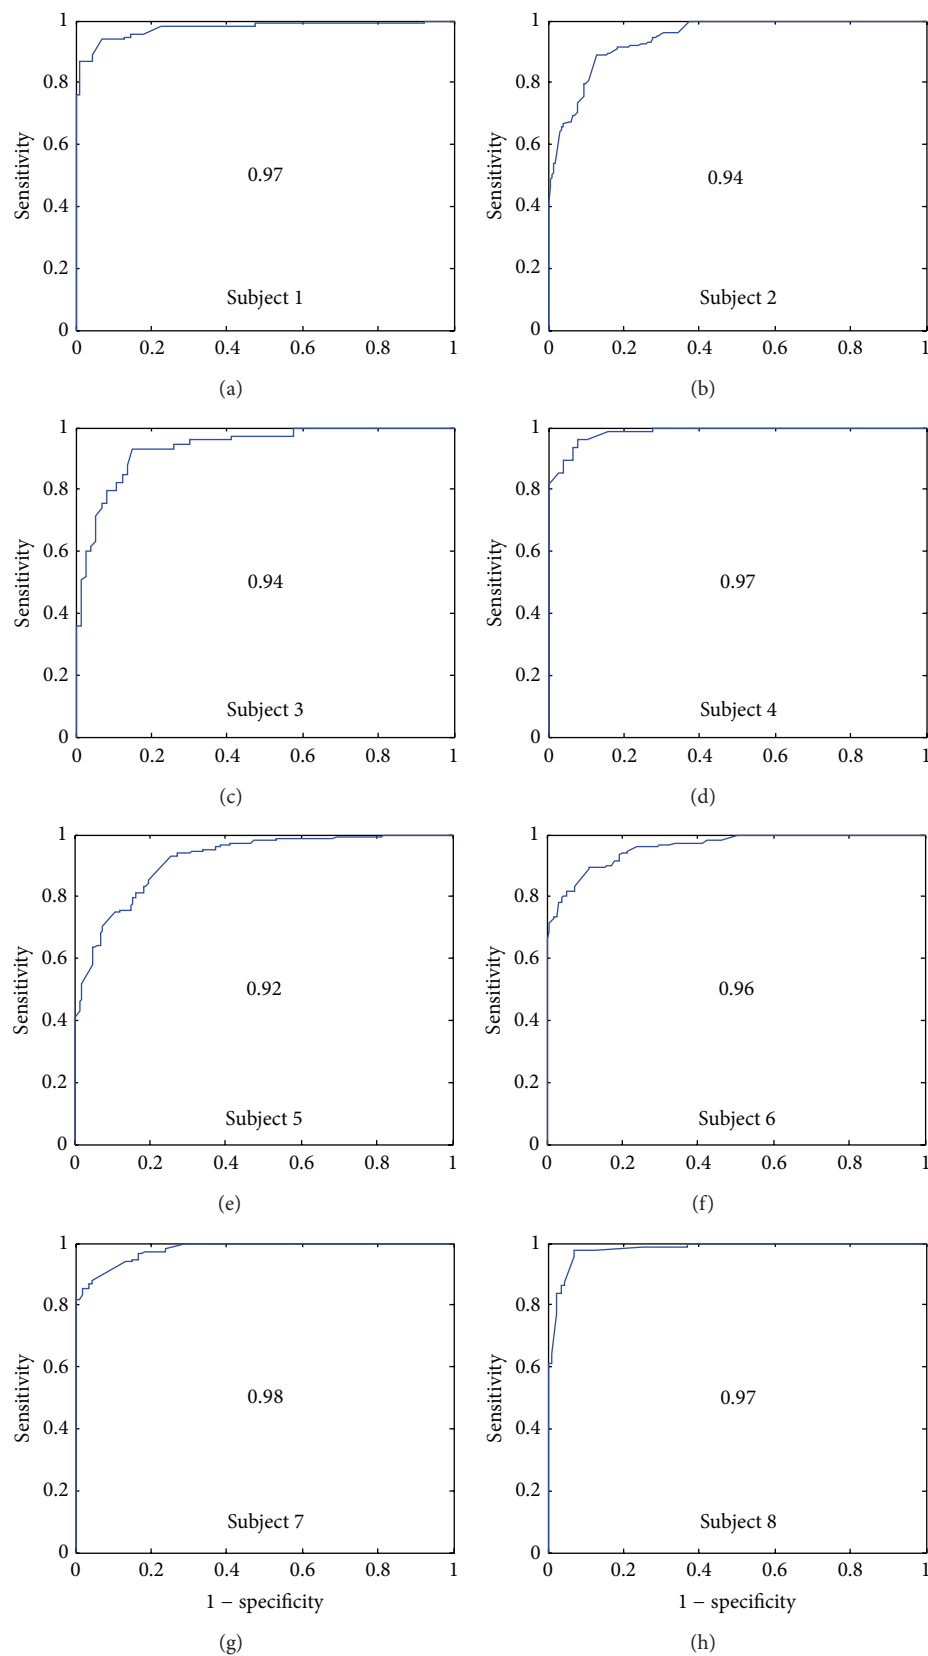 1
0.8
0.6
0.4
0.2
0
Sensitivity
0.97
Subject 1
0 0.2 0.4 0.6 0.8 1
(a)
1
0.8
0.6
0.4
0.2
0
Sensitivity
0.94
Subject 2
0 0.2 0.4 0.6 0.8 1
(b)
1
0.8
0.6
0.4
0.2
0
Sensitivity
0.94
Subject 3
0 0.2 0.4 0.6 0.8 1
(c)
1
0.8
0.6
0.4
0.2
0
Sensitivity
0.97
Subject 4
0 0.2 0.4 0.6 0.8 1
(d)
1
0.8
0.6
0.4
0.2
0
Sensitivity
0.92
Subject 5
0 0.2 0.4 0.6 0.8 1
(e)
1
0.8
0.6
0.4
0.2
0
Sensitivity
0.96
Subject 6
0 0.2 0.4 0.6 0.8 1
(f)
1
0.8
0.6
0.4
0.2
0
Sensitivity
0.98
Subject 7
0 0.2 0.4 0.6 0.8 1
1 − specificity
(g)
1
0.8
0.6
0.4
0.2
0
Sensitivity
0.97
Subject 8
0 0.2 0.4 0.6 0.8 1
1 − specificity
(h)